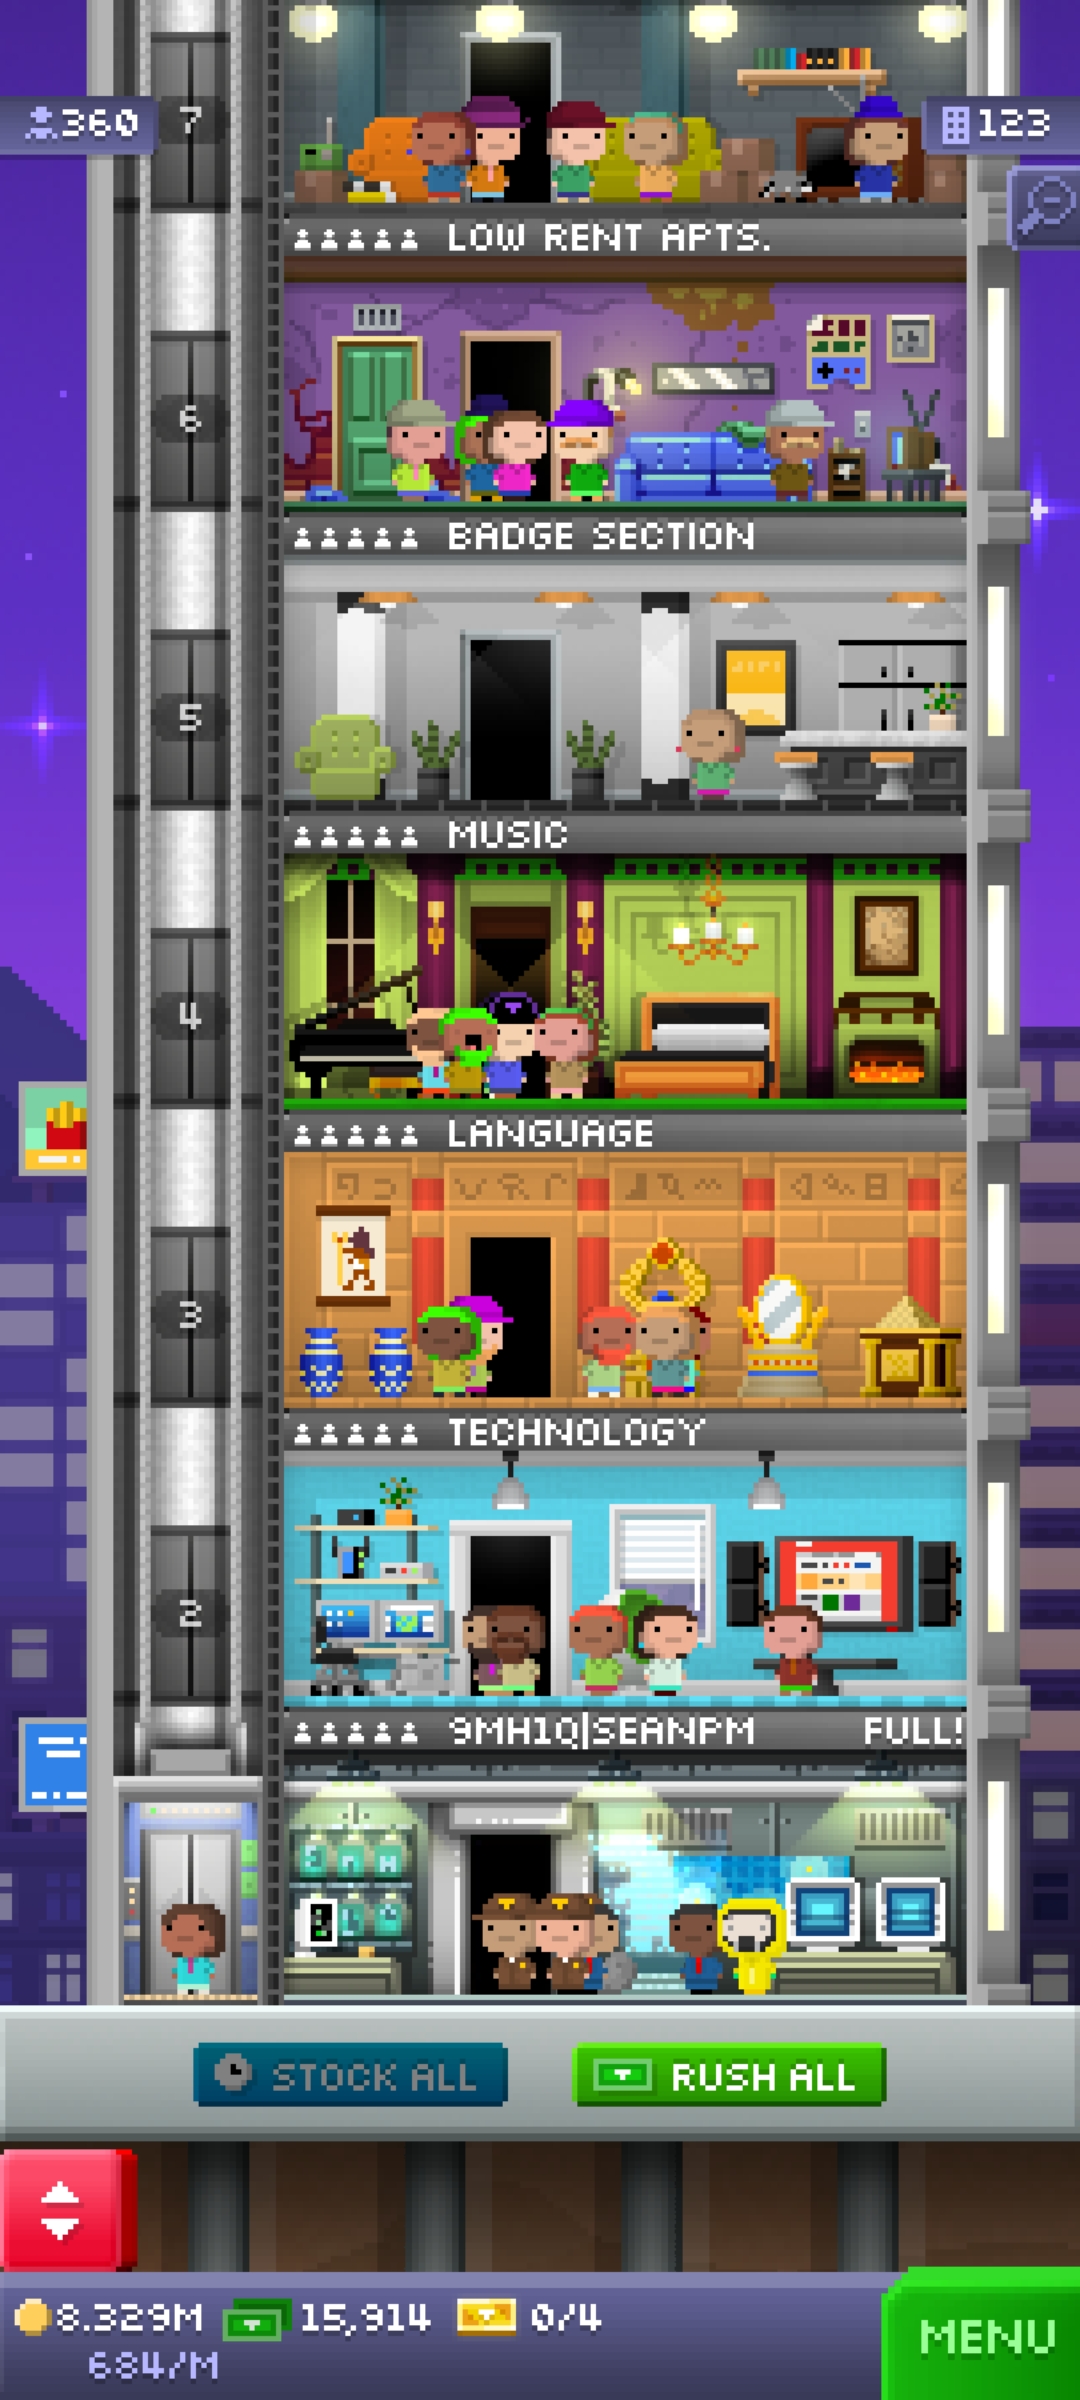 360
7
123
LOW RENT APTS.
6
BADGE SECTION
5
MUSIC
4
LANGUAGE
3
TECHNOLOGY
2
9MH1Q|SEANPM FULL!
STOCK ALL
RUSH ALL
8.329M 15,914 0/4
684/M
MENU